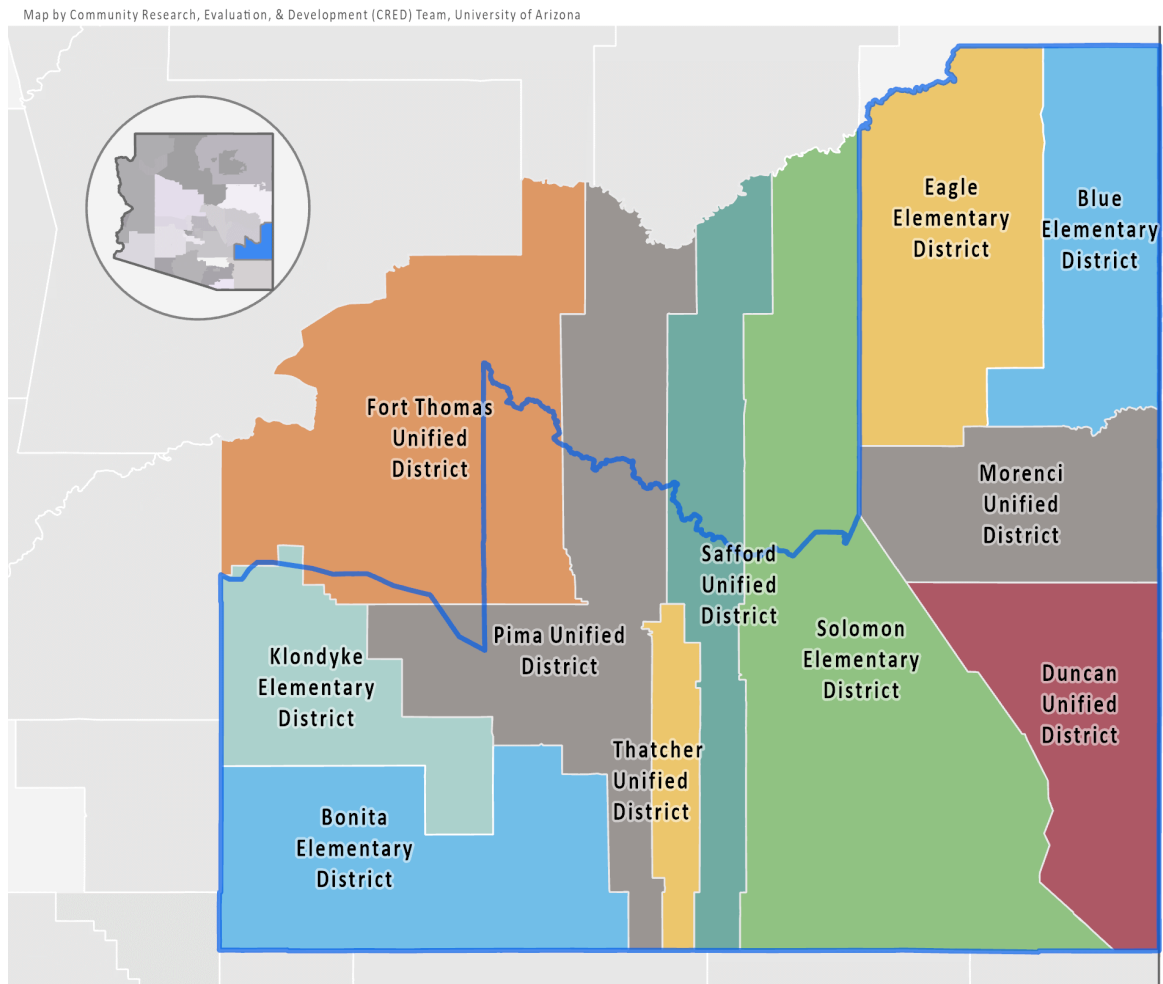 Map by Community Research, Evaluation, & Development (CRED) Team, University of Arizona
Eagle
Elementary
District
Blue
Elementary
District
Fort Thomas
Unified
District
Morenci
Unified
District
Safford
Unified
District
Pima Unified
District
Solomon
Elementary
District
Klondyke
Elementary
District
Duncan
Unified
District
Thatcher
Unified
District
Bonita
Elementary
District